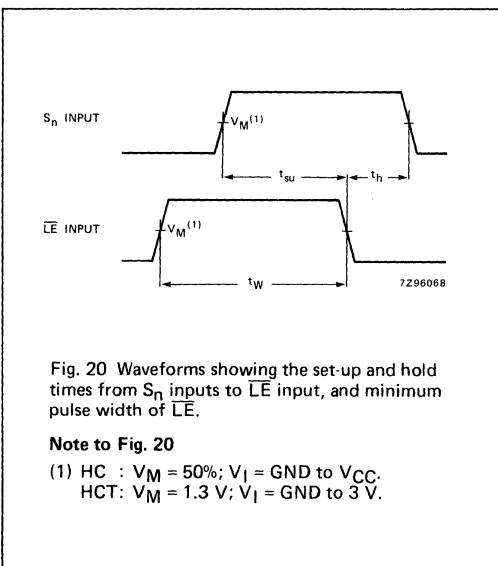 Sn INPUT
VM(1)
tsu
th
LE INPUT
VM(1)
tW
7Z96068
Fig. 20 Waveforms showing the set-up and hold
times from Sn inputs to LE input, and minimum
pulse width of LE.
Note to Fig. 20
(1) HC : VM = 50%; VI = GND to VCC.
HCT: VM = 1.3 V; VI = GND to 3 V.